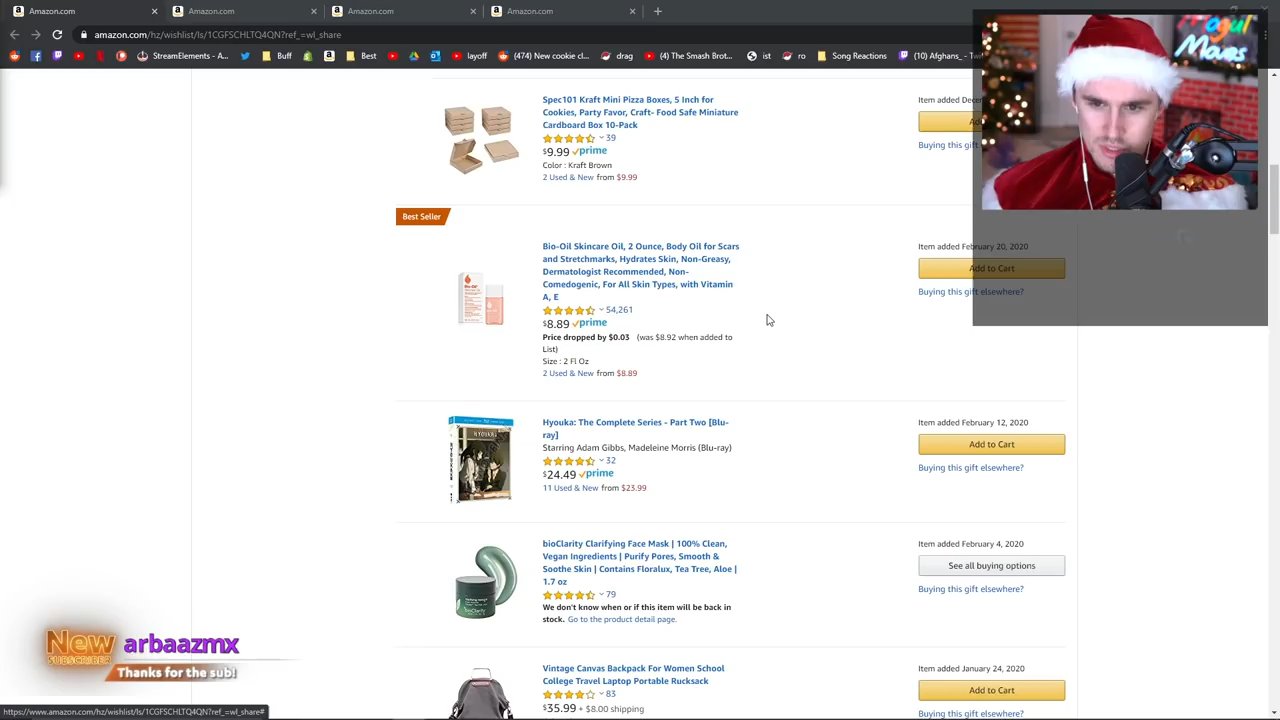 Amazon.com
Amazon.com
Amazon.com
Amazon.com
amazon.com/hz/wishlist/ls/1CGFSCHLTQ4QN?ref_=wl_share
StreamElements - A...
Buff
Best
layoff
(474) New cookie cl...
drag
(4) The Smash Brot...
ist
ro
Song Reactions
(10) Afghans_ - Twi
Mogul
Moves
Spec101 Kraft Mini Pizza Boxes, 5 Inch for
Cookies, Party Favor, Craft- Food Safe Miniature
Cardboard Box 10-Pack
39
$9.99 prime
Color : Kraft Brown
2 Used & New from $9.99
Item added Dece
Ad
Buying this gift
Best Seller
Bio-Oil Skincare Oil, 2 Ounce, Body Oil for Scars
and Stretchmarks, Hydrates Skin, Non-Greasy,
Dermatologist Recommended, Non-
Comedogenic, For All Skin Types, with Vitamin
A, E
54,261
$8.89 prime
Price dropped by $0.03 (was $8.92 when added to
List)
Size : 2 Fl Oz
2 Used & New from $8.89
Item added February 20, 2020
Add to Cart
Buying this gift elsewhere?
HYOUKA
Hyouka: The Complete Series - Part Two [Blu-
ray]
Starring Adam Gibbs, Madeleine Morris (Blu-ray)
32
$24.49 prime
11 Used & New from $23.99
Item added February 12, 2020
Add to Cart
Buying this gift elsewhere?
bioClarity Clarifying Face Mask | 100% Clean,
Vegan Ingredients | Purify Pores, Smooth &
Soothe Skin | Contains Floralux, Tea Tree, Aloe |
1.7 oz
79
We don't know when or if this item will be back in
stock. Go to the product detail page.
Item added February 4, 2020
See all buying options
Buying this gift elsewhere?
Vintage Canvas Backpack For Women School
College Travel Laptop Portable Rucksack
83
$35.99 + $8.00 shipping
Item added January 24, 2020
Add to Cart
Buying this gift elsewhere?
New
SUBSCRIBER
arbaazmx
Thanks for the sub!
https://www.amazon.com/hz/wishlist/ls/1CGFSCHLTQ4QN?ref_=wl_share#